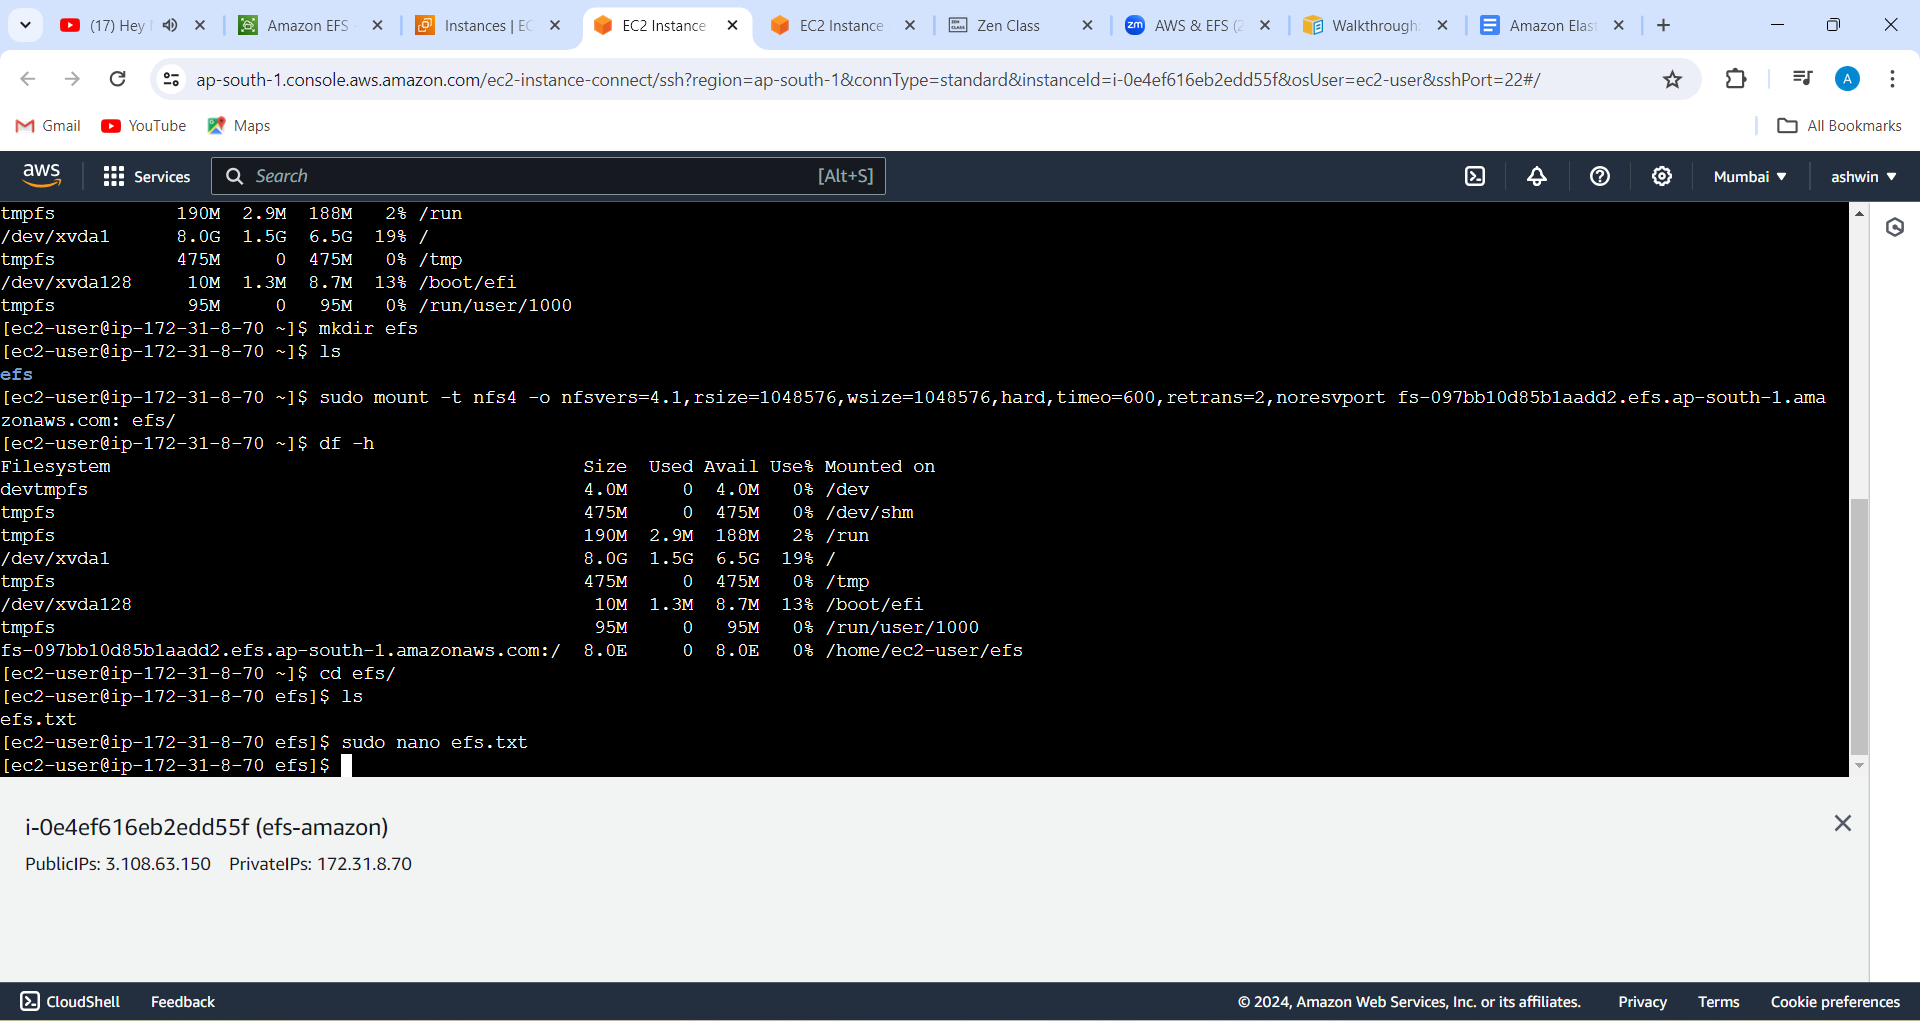 (17) Hey
Amazon EFS
Instances | EC
EC2 Instance
EC2 Instance
Zen Class
AWS & EFS (2
Walkthrough:
Amazon Elast
ap-south-1.console.aws.amazon.com/ec2-instance-connect/ssh?region=ap-south-1&connType=standard&instanceId=i-0e4ef616eb2edd55f&osUser=ec2-user&sshPort=22#/
A
Gmail YouTube Maps All Bookmarks
aws Services Search [Alt+S] Mumbai ashwin
tmpfs 190M 2.9M 188M 2% /run
/dev/xvda1 8.0G 1.5G 6.5G 19% /
tmpfs 475M 0 475M 0% /tmp
/dev/xvda128 10M 1.3M 8.7M 13% /boot/efi
tmpfs 95M 0 95M 0% /run/user/1000
[ec2-user@ip-172-31-8-70 ~]$ mkdir efs
[ec2-user@ip-172-31-8-70 ~]$ ls
efs
[ec2-user@ip-172-31-8-70 ~]$ sudo mount -t nfs4 -o nfsvers=4.1,rsize=1048576,wsize=1048576,hard,timeo=600,retrans=2,noresvport fs-097bb10d85b1aadd2.efs.ap-south-1.ama
zonaws.com: efs/
[ec2-user@ip-172-31-8-70 ~]$ df -h
Filesystem Size Used Avail Use% Mounted on
devtmpfs 4.0M 0 4.0M 0% /dev
tmpfs 475M 0 475M 0% /dev/shm
tmpfs 190M 2.9M 188M 2% /run
/dev/xvda1 8.0G 1.5G 6.5G 19% /
tmpfs 475M 0 475M 0% /tmp
/dev/xvda128 10M 1.3M 8.7M 13% /boot/efi
tmpfs 95M 0 95M 0% /run/user/1000
fs-097bb10d85b1aadd2.efs.ap-south-1.amazonaws.com:/ 8.0E 0 8.0E 0% /home/ec2-user/efs
[ec2-user@ip-172-31-8-70 ~]$ cd efs/
[ec2-user@ip-172-31-8-70 efs]$ ls
efs.txt
[ec2-user@ip-172-31-8-70 efs]$ sudo nano efs.txt
[ec2-user@ip-172-31-8-70 efs]$
i-0e4ef616eb2edd55f (efs-amazon)
PublicIPs: 3.108.63.150 PrivateIPs: 172.31.8.70
CloudShell Feedback © 2024, Amazon Web Services, Inc. or its affiliates. Privacy Terms Cookie preferences